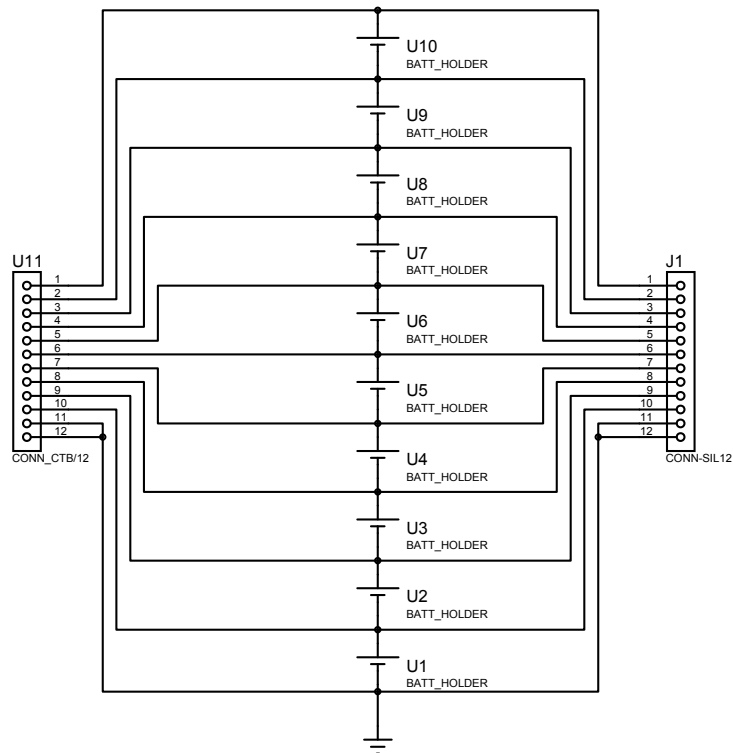 U10
BATT_HOLDER
U9
BATT_HOLDER
U8
BATT_HOLDER
U7
BATT_HOLDER
U6
BATT_HOLDER
U5
BATT_HOLDER
U4
BATT_HOLDER
U3
BATT_HOLDER
U2
BATT_HOLDER
U1
BATT_HOLDER
U11
1
2
3
4
5
6
7
8
9
10
11
12
CONN_CTB/12
J1
1
2
3
4
5
6
7
8
9
10
11
12
CONN-SIL12